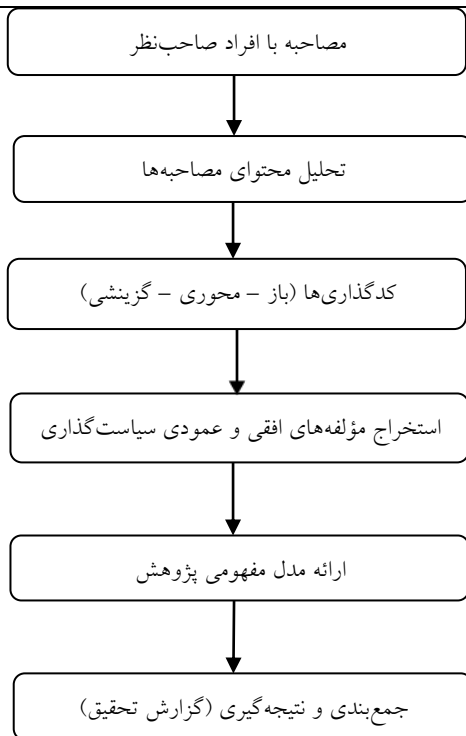 مصاحبه با افراد صاحب‌نظر
تحلیل محتوای مصاحبه‌ها
کدگذاری‌ها (باز – محوری – گزینشی)
استخراج مؤلفه‌های افقی و عمودی سیاست‌گذاری
ارائه مدل مفهومی پژوهش
جمع‌بندی و نتیجه‌گیری (گزارش تحقیق)